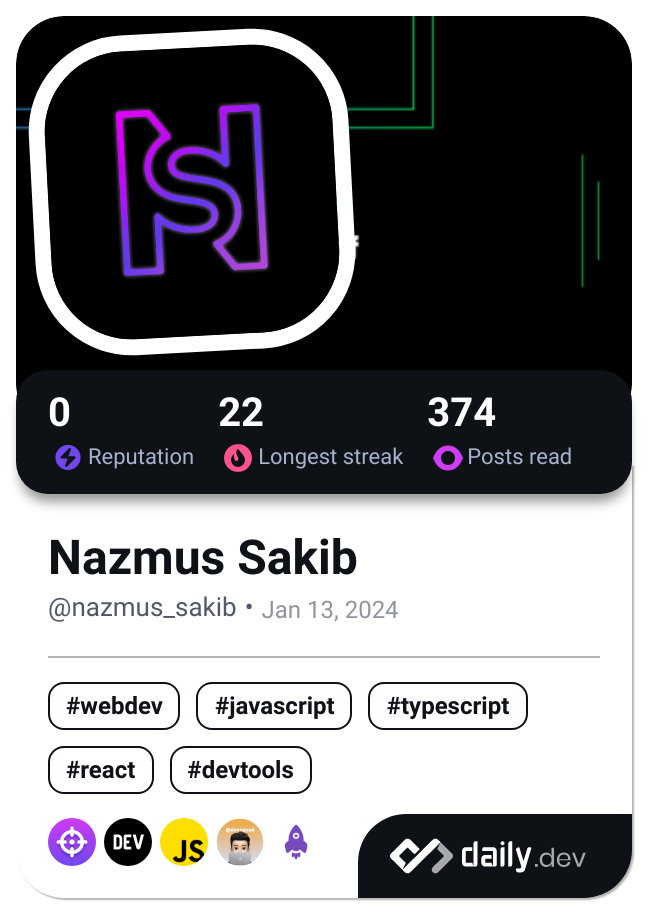 0 22 374
Reputation Longest streak Posts read
Nazmus Sakib
@nazmus_sakib • Jan 13, 2024
#webdev #javascript #typescript
#react #devtools
DEV JS
daily.dev